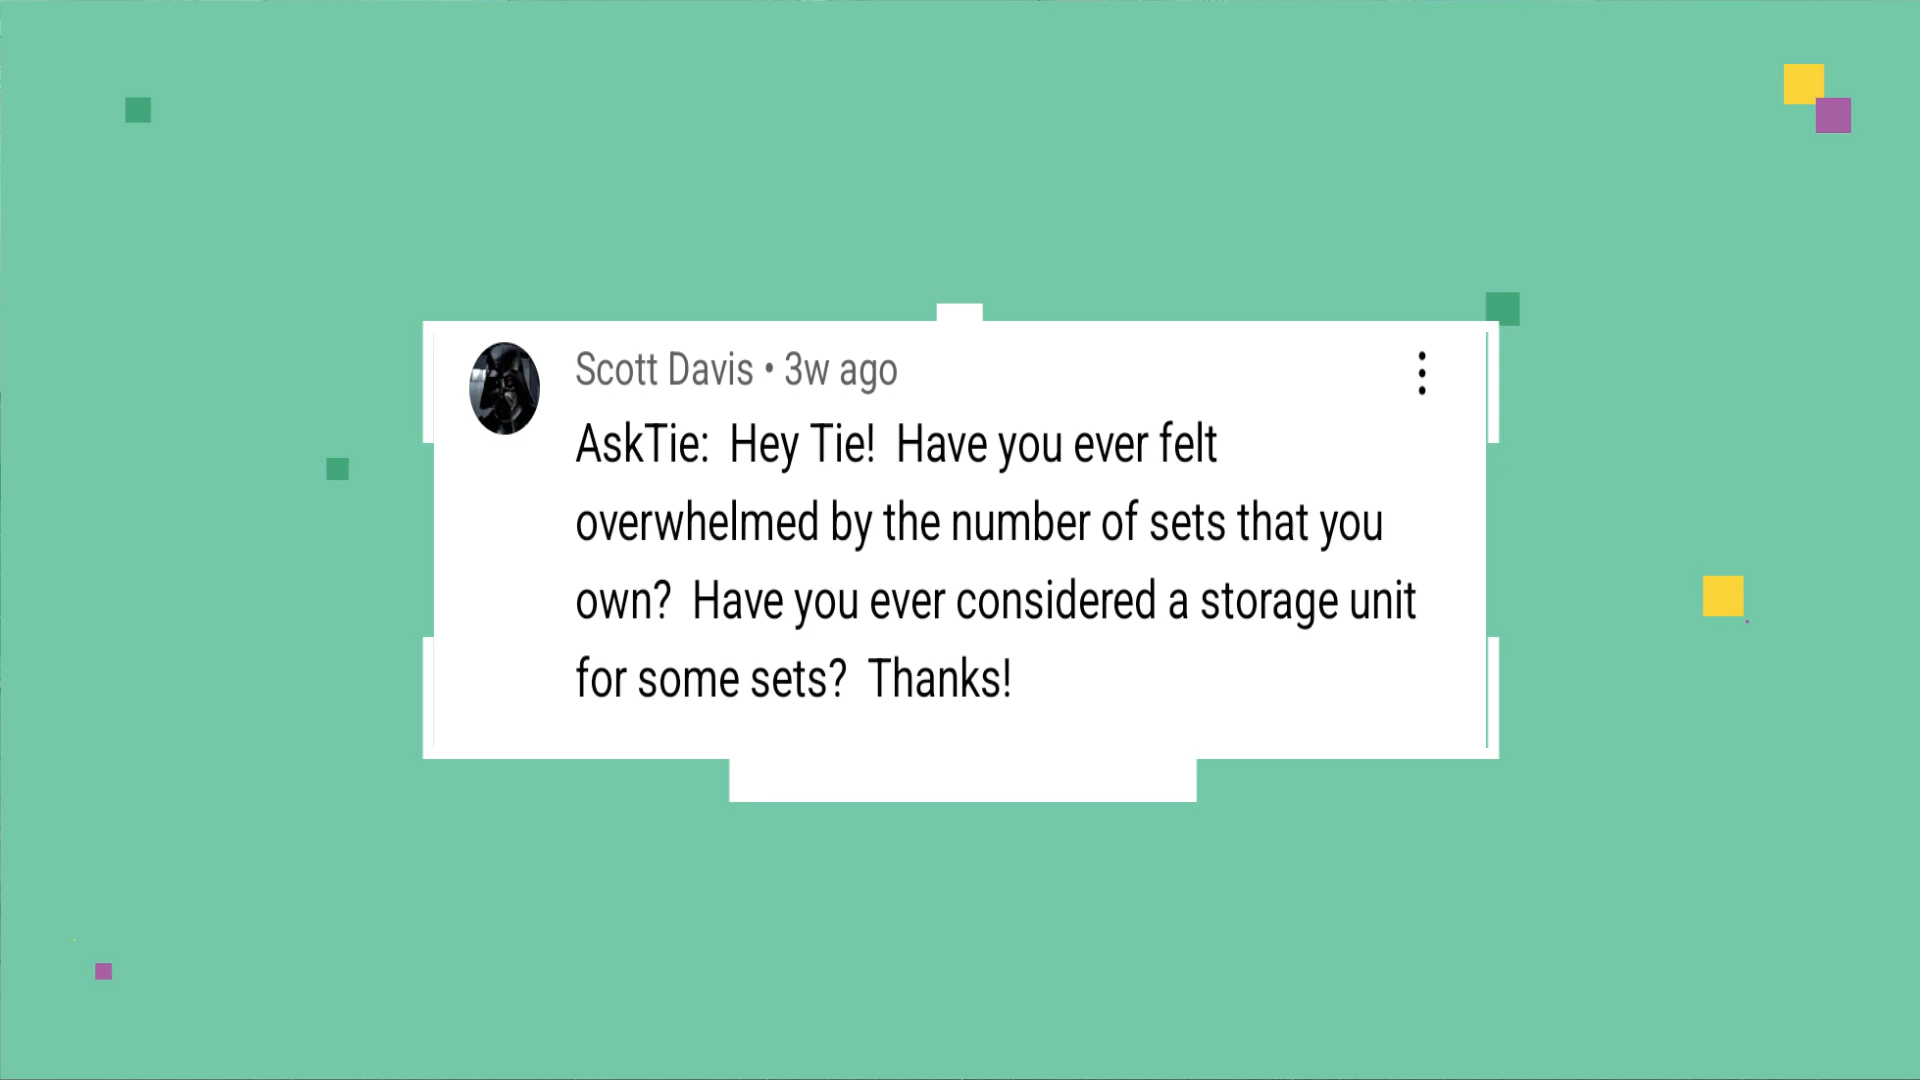 Scott Davis • 3w ago
AskTie:  Hey Tie!  Have you ever felt
overwhelmed by the number of sets that you
own?  Have you ever considered a storage unit
for some sets?  Thanks!